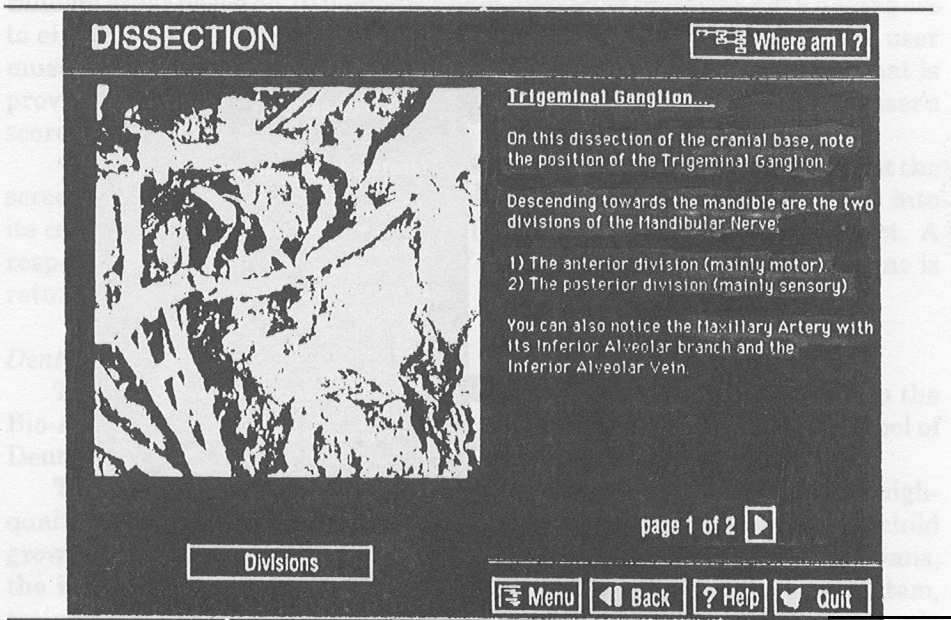 DISSECTION
Where am I ?
Trigeminal Ganglion...
On this dissection of the cranial base, note
the position of the Trigeminal Ganglion.
Descending towards the mandible are the two
divisions of the Mandibular Nerve:
1) The anterior division (mainly motor).
2) The posterior division (mainly sensory)
You can also notice the Maxillary Artery with
its Inferior Alveolar branch and the
Inferior Alveolar Vein.
page 1 of 2
Divisions
Menu
Back
? Help
Quit